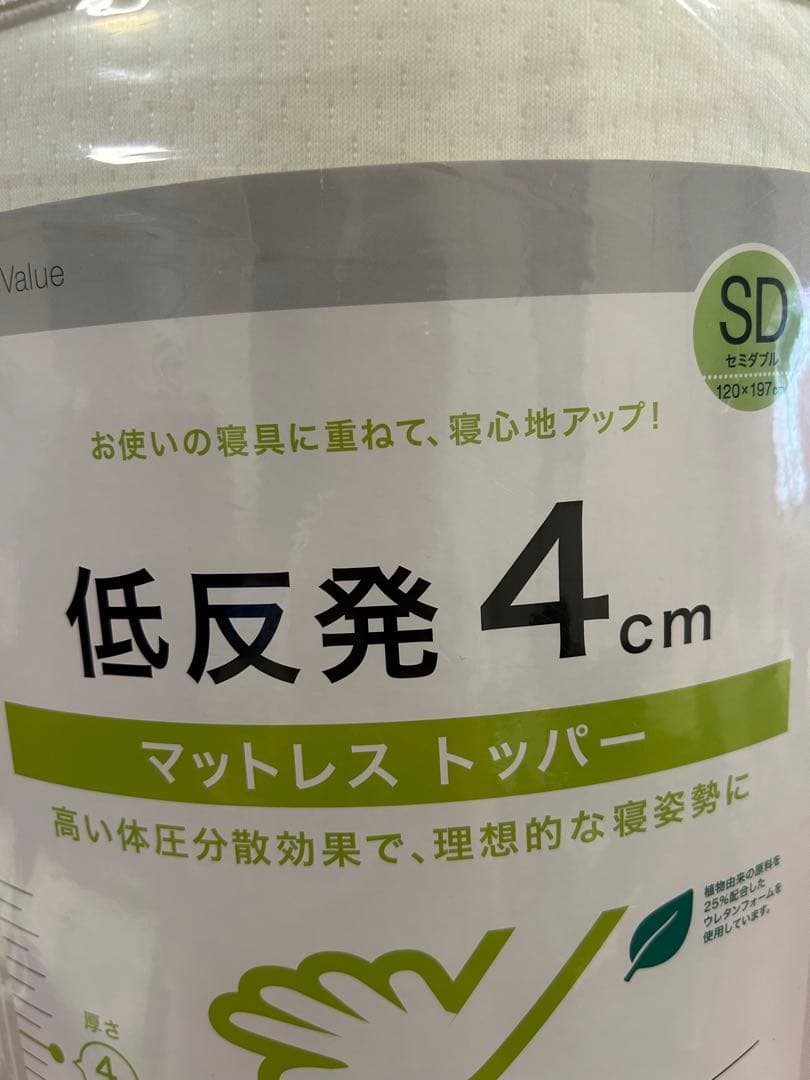 Value
SD
セミダブル
120×197cm
お使いの寝具に重ねて、寝心地アップ!
低反発4cm
マットレス トッパー
高い体圧分散効果で、理想的な寝姿勢に
植物由来の原料を
25%配合した
ウレタンフォームを
使用しています。
厚さ
4